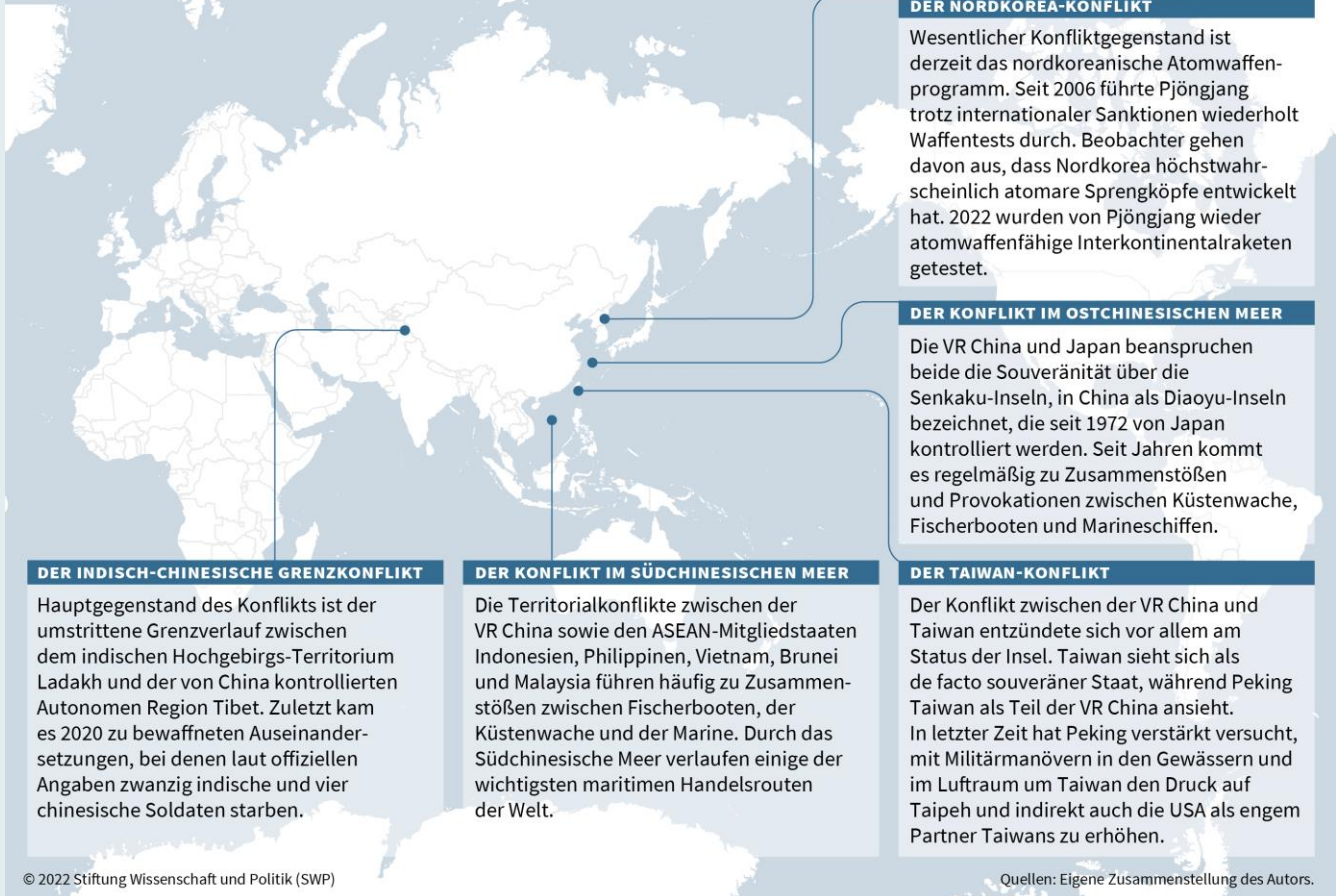 DER NORDKOREA-KONFLIKT
Wesentlicher Konfliktgegenstand ist
derzeit das nordkoreanische Atomwaffen-
programm. Seit 2006 führte Pjöngjang
trotz internationaler Sanktionen wiederholt
Waffentests durch. Beobachter gehen
davon aus, dass Nordkorea höchstwahr-
scheinlich atomare Sprengköpfe entwickelt
hat. 2022 wurden von Pjöngjang wieder
atomwaffenfähige Interkontinentalraketen
getestet.
DER KONFLIKT IM OSTCHINESISCHEN MEER
Die VR China und Japan beanspruchen
beide die Souveränität über die
Senkaku-Inseln, in China als Diaoyu-Inseln
bezeichnet, die seit 1972 von Japan
kontrolliert werden. Seit Jahren kommt
es regelmäßig zu Zusammenstößen
und Provokationen zwischen Küstenwache,
Fischerbooten und Marineschiffen.
DER INDISCH-CHINESISCHE GRENZKONFLIKT
Hauptgegenstand des Konflikts ist der
umstrittene Grenzverlauf zwischen
dem indischen Hochgebirgs-Territorium
Ladakh und der von China kontrollierten
Autonomen Region Tibet. Zuletzt kam
es 2020 zu bewaffneten Auseinander-
setzungen, bei denen laut offiziellen
Angaben zwanzig indische und vier
chinesische Soldaten starben.
DER KONFLIKT IM SÜDCHINESISCHEN MEER
Die Territorialkonflikte zwischen der
VR China sowie den ASEAN-Mitgliedstaaten
Indonesien, Philippinen, Vietnam, Brunei
und Malaysia führen häufig zu Zusammen-
stößen zwischen Fischerbooten, der
Küstenwache und der Marine. Durch das
Südchinesische Meer verlaufen einige der
wichtigsten maritimen Handelsrouten
der Welt.
DER TAIWAN-KONFLIKT
Der Konflikt zwischen der VR China und
Taiwan entzündete sich vor allem am
Status der Insel. Taiwan sieht sich als
de facto souveräner Staat, während Peking
Taiwan als Teil der VR China ansieht.
In letzter Zeit hat Peking verstärkt versucht,
mit Militärmanövern in den Gewässern und
im Luftraum um Taiwan den Druck auf
Taipeh und indirekt auch die USA als engem
Partner Taiwans zu erhöhen.
© 2022 Stiftung Wissenschaft und Politik (SWP)
Quellen: Eigene Zusammenstellung des Autors.